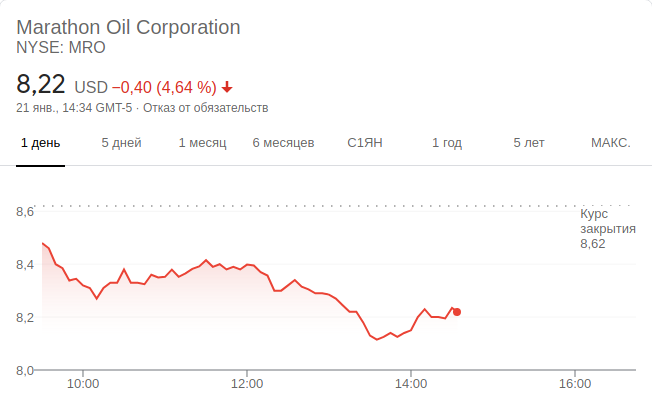 Marathon Oil Corporation
NYSE: MRO
8,22 USD −0,40 (4,64 %)
21 янв., 14:34 GMT-5 · Отказ от обязательств
1 день 5 дней 1 месяц 6 месяцев С1ЯН 1 год 5 лет МАКС.
8,6
Курс
закрытия
8,62
8,4
8,2
8,0
10:00 12:00 14:00 16:00